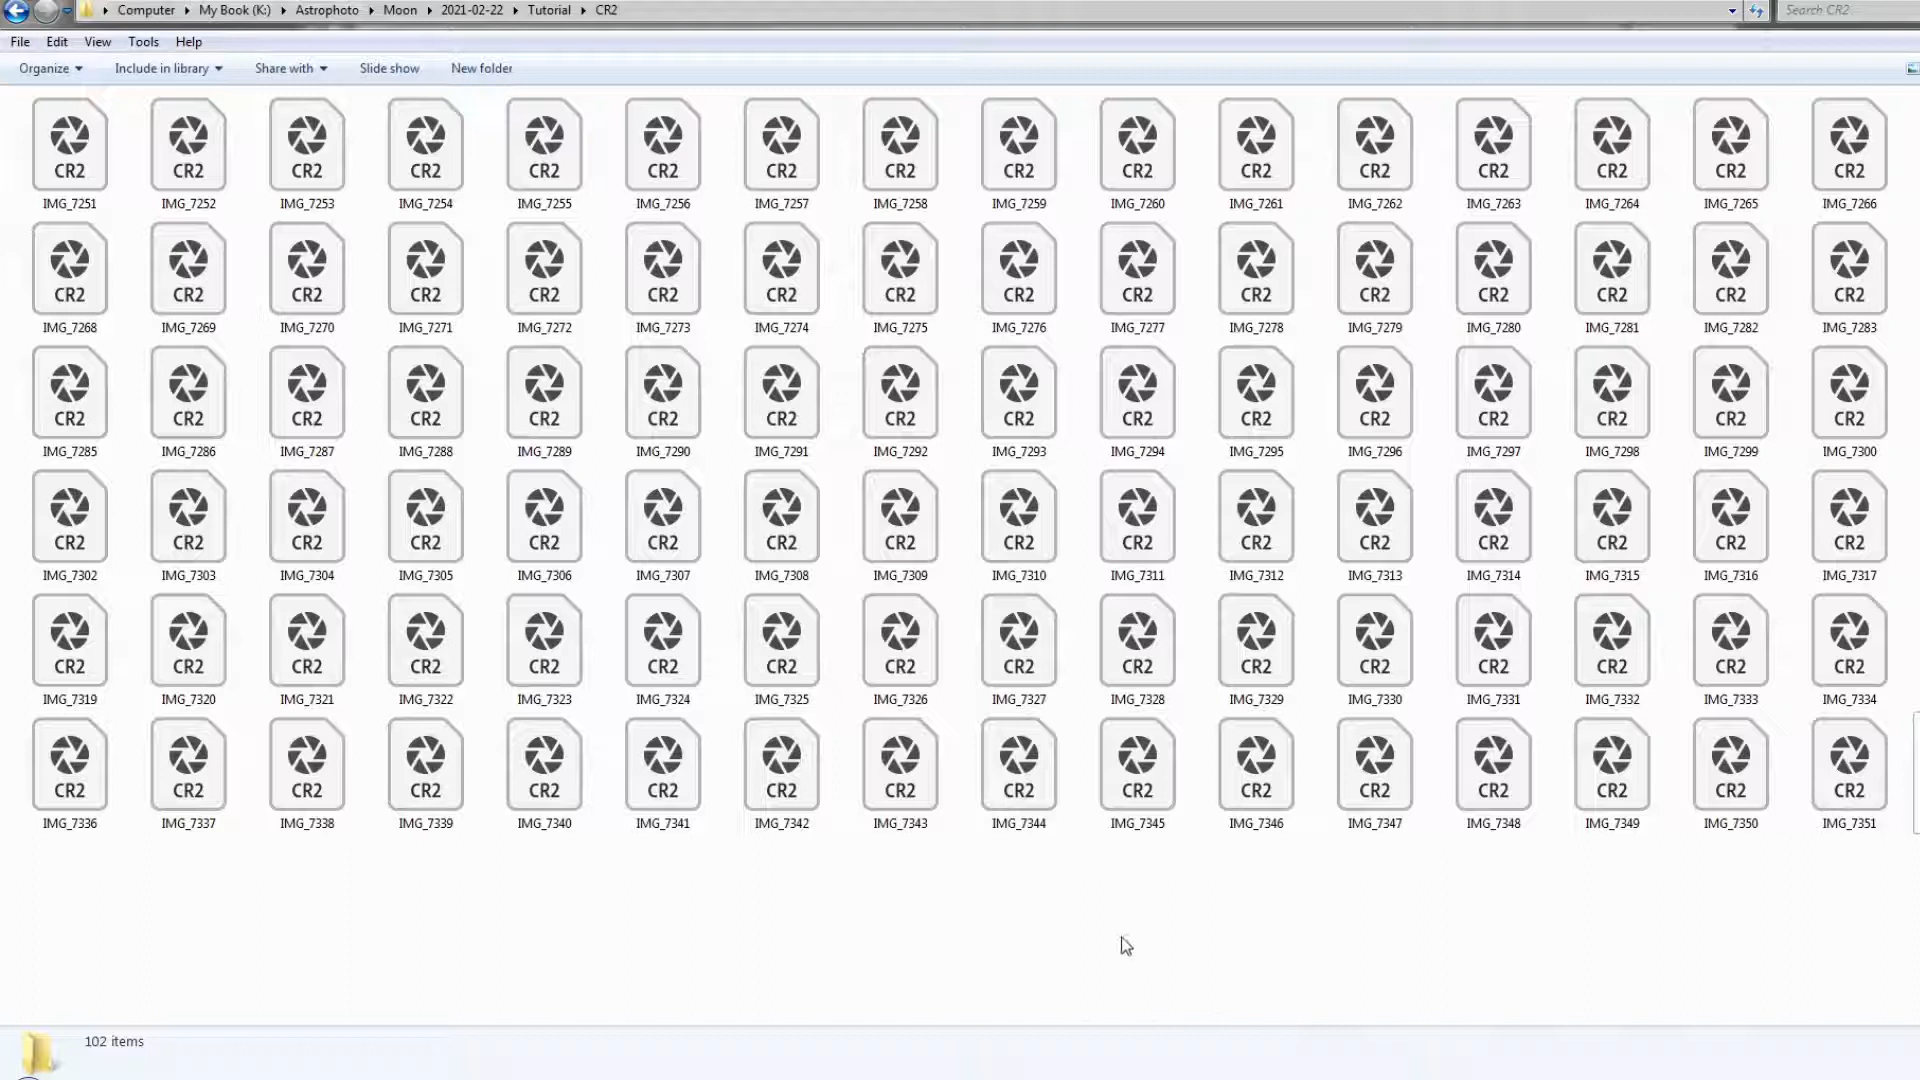 Computer My Book (K:) Astrophoto Moon 2021-02-22 Tutorial CR2 Search CR2
File Edit View Tools Help
Organize Include in library Share with Slide show New folder
CR2 CR2 CR2 CR2 CR2 CR2 CR2 CR2 CR2 CR2 CR2 CR2 CR2 CR2 CR2 CR2
IMG_7251 IMG_7252 IMG_7253 IMG_7254 IMG_7255 IMG_7256 IMG_7257 IMG_7258 IMG_7259 IMG_7260 IMG_7261 IMG_7262 IMG_7263 IMG_7264 IMG_7265 IMG_7266
CR2 CR2 CR2 CR2 CR2 CR2 CR2 CR2 CR2 CR2 CR2 CR2 CR2 CR2 CR2 CR2
IMG_7268 IMG_7269 IMG_7270 IMG_7271 IMG_7272 IMG_7273 IMG_7274 IMG_7275 IMG_7276 IMG_7277 IMG_7278 IMG_7279 IMG_7280 IMG_7281 IMG_7282 IMG_7283
CR2 CR2 CR2 CR2 CR2 CR2 CR2 CR2 CR2 CR2 CR2 CR2 CR2 CR2 CR2 CR2
IMG_7285 IMG_7286 IMG_7287 IMG_7288 IMG_7289 IMG_7290 IMG_7291 IMG_7292 IMG_7293 IMG_7294 IMG_7295 IMG_7296 IMG_7297 IMG_7298 IMG_7299 IMG_7300
CR2 CR2 CR2 CR2 CR2 CR2 CR2 CR2 CR2 CR2 CR2 CR2 CR2 CR2 CR2 CR2
IMG_7302 IMG_7303 IMG_7304 IMG_7305 IMG_7306 IMG_7307 IMG_7308 IMG_7309 IMG_7310 IMG_7311 IMG_7312 IMG_7313 IMG_7314 IMG_7315 IMG_7316 IMG_7317
CR2 CR2 CR2 CR2 CR2 CR2 CR2 CR2 CR2 CR2 CR2 CR2 CR2 CR2 CR2 CR2
IMG_7319 IMG_7320 IMG_7321 IMG_7322 IMG_7323 IMG_7324 IMG_7325 IMG_7326 IMG_7327 IMG_7328 IMG_7329 IMG_7330 IMG_7331 IMG_7332 IMG_7333 IMG_7334
CR2 CR2 CR2 CR2 CR2 CR2 CR2 CR2 CR2 CR2 CR2 CR2 CR2 CR2 CR2 CR2
IMG_7336 IMG_7337 IMG_7338 IMG_7339 IMG_7340 IMG_7341 IMG_7342 IMG_7343 IMG_7344 IMG_7345 IMG_7346 IMG_7347 IMG_7348 IMG_7349 IMG_7350 IMG_7351
102 items